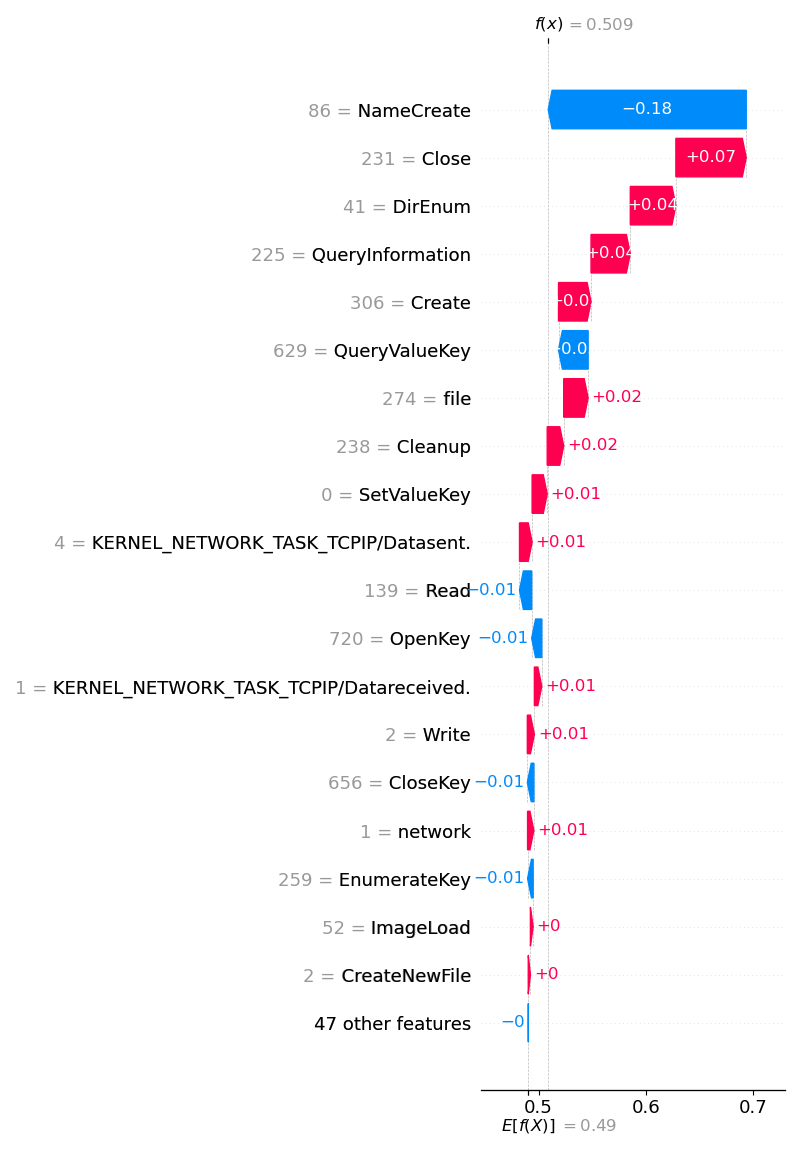 f(x) = 0.509
86 = NameCreate −0.18
231 = Close +0.07
41 = DirEnum +0.04
225 = QueryInformation +0.04
306 = Create
629 = QueryValueKey
274 = file +0.02
238 = Cleanup +0.02
0 = SetValueKey +0.01
4 = KERNEL_NETWORK_TASK_TCPIP/Datasent. +0.01
139 = Read −0.01
720 = OpenKey −0.01
1 = KERNEL_NETWORK_TASK_TCPIP/Datareceived. +0.01
2 = Write +0.01
656 = CloseKey −0.01
1 = network +0.01
259 = EnumerateKey −0.01
52 = ImageLoad +0
2 = CreateNewFile +0
47 other features −0
0.5 0.6 0.7
E[f(X)] = 0.49